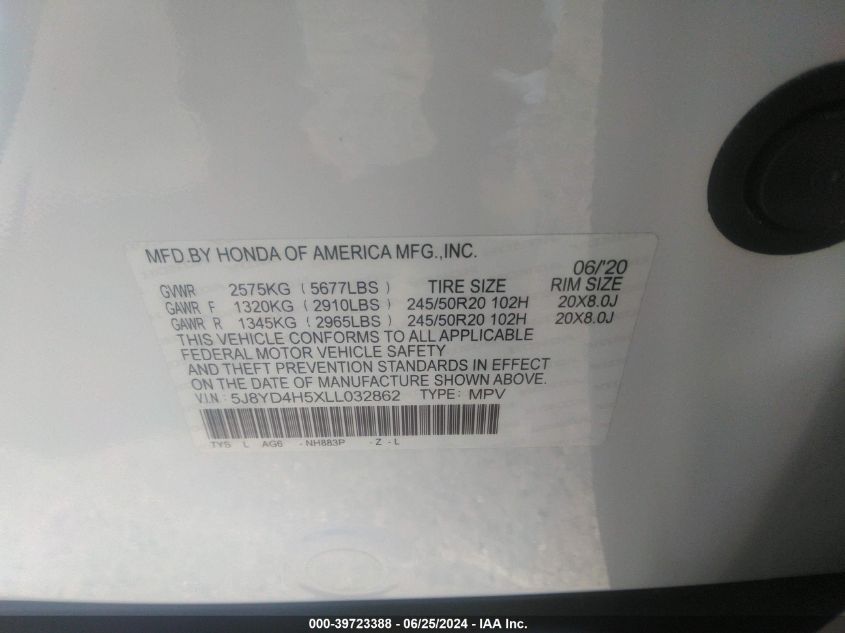 MFD.BY HONDA OF AMERICA MFG.,INC.
06/'20
GVWR 2575KG ( 5677LBS ) TIRE SIZE RIM SIZE
GAWR F 1320KG ( 2910LBS ) 245/50R20 102H 20X8.0J
GAWR R 1345KG ( 2965LBS ) 245/50R20 102H 20X8.0J
THIS VEHICLE CONFORMS TO ALL APPLICABLE
FEDERAL MOTOR VEHICLE SAFETY
AND THEFT PREVENTION STANDARDS IN EFFECT
ON THE DATE OF MANUFACTURE SHOWN ABOVE.
V.I.N: 5J8YD4H5XLL032862 TYPE: MPV
TYS L AG6 -NH883P -Z -L
000-39723388 - 06/25/2024 - IAA Inc.